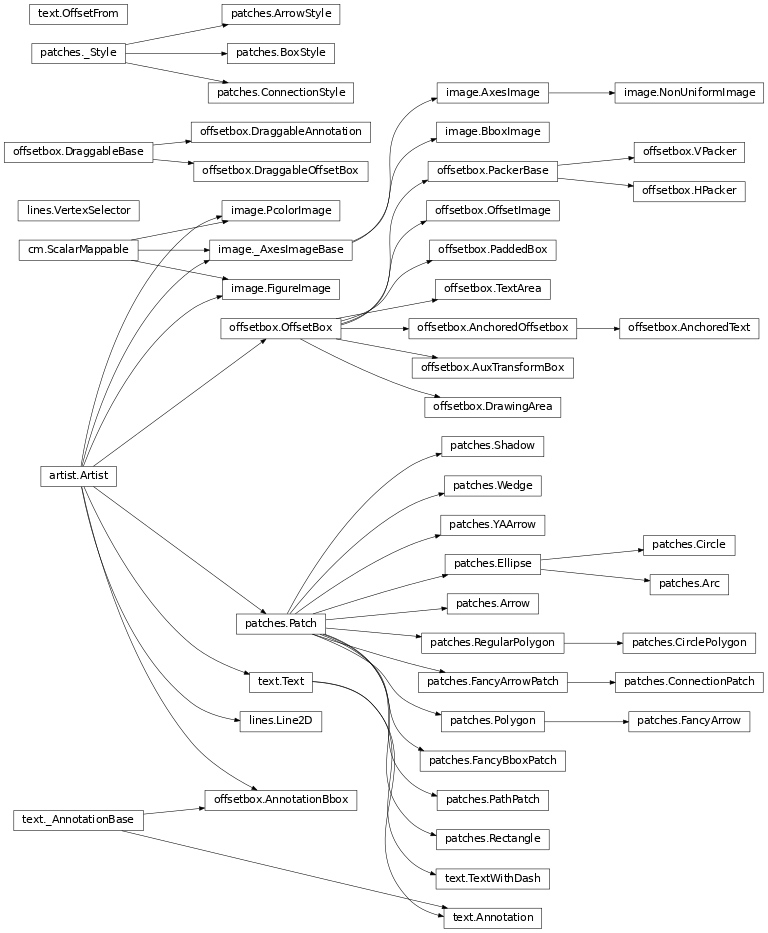 text.OffsetFrom
patches.ArrowStyle
patches._Style
patches.BoxStyle
patches.ConnectionStyle
image.AxesImage
image.NonUniformImage
offsetbox.DraggableAnnotation
image.BboxImage
offsetbox.DraggableBase
offsetbox.VPacker
offsetbox.DraggableOffsetBox
offsetbox.PackerBase
offsetbox.HPacker
lines.VertexSelector
image.PcolorImage
offsetbox.OffsetImage
cm.ScalarMappable
image._AxesImageBase
offsetbox.PaddedBox
image.FigureImage
offsetbox.TextArea
offsetbox.OffsetBox
offsetbox.AnchoredOffsetbox
offsetbox.AnchoredText
offsetbox.AuxTransformBox
offsetbox.DrawingArea
patches.Shadow
artist.Artist
patches.Wedge
patches.YAArrow
patches.Circle
patches.Ellipse
patches.Arc
patches.Arrow
patches.Patch
patches.RegularPolygon
patches.CirclePolygon
text.Text
patches.FancyArrowPatch
patches.ConnectionPatch
lines.Line2D
patches.Polygon
patches.FancyArrow
patches.FancyBboxPatch
offsetbox.AnnotationBbox
patches.PathPatch
text._AnnotationBase
patches.Rectangle
text.TextWithDash
text.Annotation